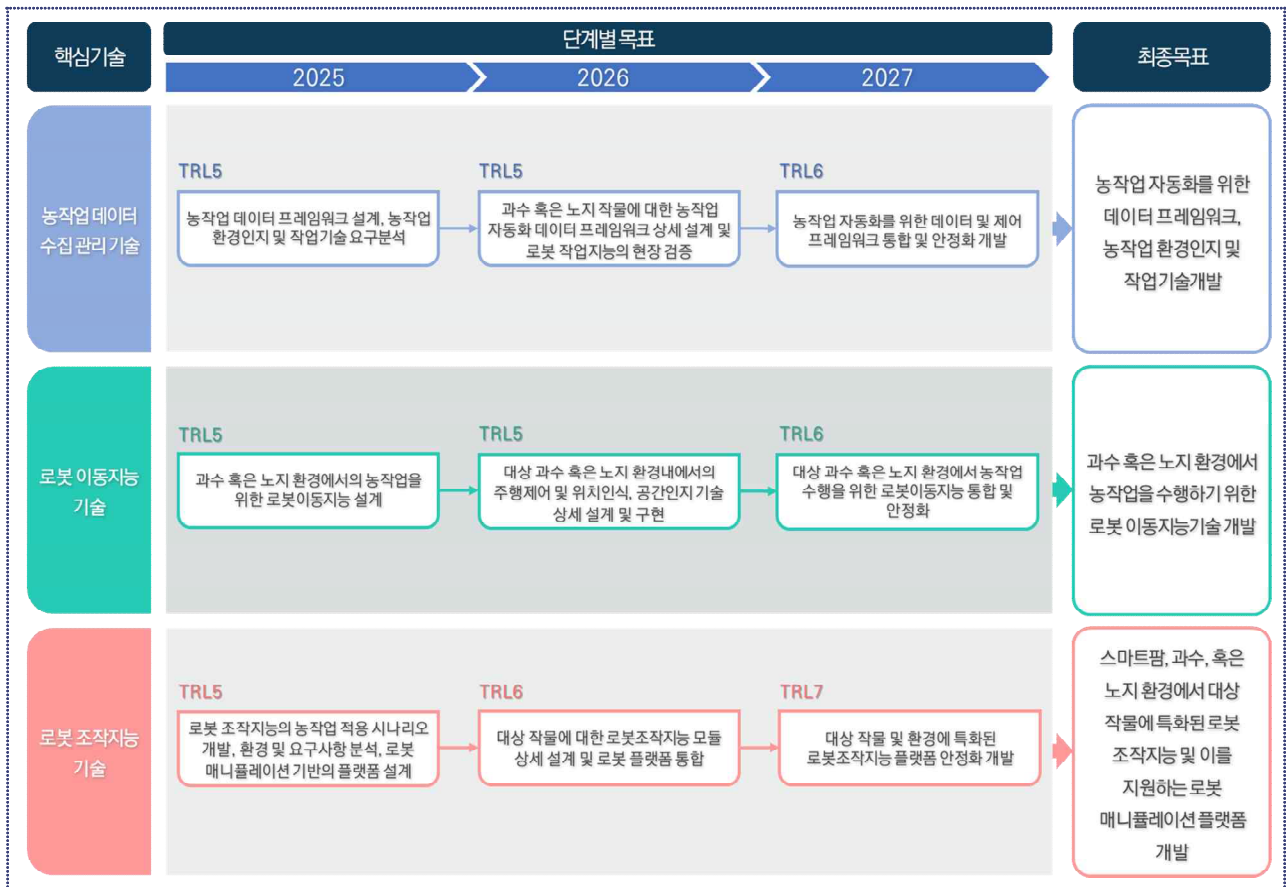 핵심기술
단계별 목표
최종목표
2025
2026
2027
농작업 데이터
수집 관리 기술
TRL5
농작업 데이터 프레임워크 설계, 농작업
환경인지 및 작업기술 요구분석
TRL5
과수 혹은 노지 작물에 대한 농작업
자동화 데이터 프레임워크 상세 설계 및
로봇 작업지능의 현장 검증
TRL6
농작업 자동화를 위한 데이터 및 제어
프레임워크 통합 및 안정화 개발
농작업 자동화를 위한
데이터 프레임워크,
농작업 환경인지 및
작업기술개발
로봇 이동지능
기술
TRL5
과수 혹은 노지 환경에서의 농작업을
위한 로봇이동지능 설계
TRL5
대상 과수 혹은 노지 환경내에서의
주행제어 및 위치인식, 공간인지 기술
상세 설계 및 구현
TRL6
대상 과수 혹은 노지 환경에서 농작업
수행을 위한 로봇이동지능 통합 및
안정화
과수 혹은 노지 환경에서
농작업을 수행하기 위한
로봇 이동지능기술 개발
로봇 조작지능
기술
TRL5
로봇 조작지능의 농작업 적용 시나리오
개발, 환경 및 요구사항 분석, 로봇
매니퓰레이션 기반의 플랫폼 설계
TRL6
대상 작물에 대한 로봇조작지능 모듈
상세 설계 및 로봇 플랫폼 통합
TRL7
대상 작물 및 환경에 특화된
로봇조작지능 플랫폼 안정화 개발
스마트팜, 과수, 혹은
노지 환경에서 대상
작물에 특화된 로봇
조작지능 및 이를
지원하는 로봇
매니퓰레이션 플랫폼
개발